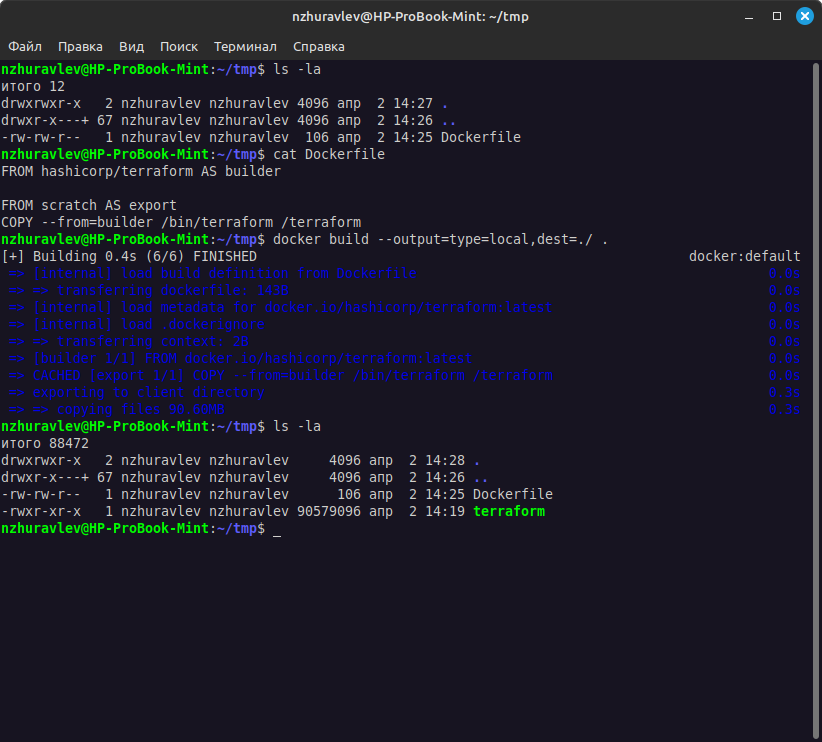 nzhuravlev@HP-ProBook-Mint: ~/tmp
Файл Правка Вид Поиск Терминал Справка
nzhuravlev@HP-ProBook-Mint:~/tmp$ ls -la
итого 12
drwxrwxr-x   2 nzhuravlev nzhuravlev 4096 апр  2 14:27 .
drwxr-x---+ 67 nzhuravlev nzhuravlev 4096 апр  2 14:26 ..
-rw-rw-r--   1 nzhuravlev nzhuravlev  106 апр  2 14:25 Dockerfile
nzhuravlev@HP-ProBook-Mint:~/tmp$ cat Dockerfile
FROM hashicorp/terraform AS builder
FROM scratch AS export
COPY --from=builder /bin/terraform /terraform
nzhuravlev@HP-ProBook-Mint:~/tmp$ docker build --output=type=local,dest=./ .
[+] Building 0.4s (6/6) FINISHED docker:default
=> [internal] load build definition from Dockerfile 0.0s
=> => transferring dockerfile: 143B 0.0s
=> [internal] load metadata for docker.io/hashicorp/terraform:latest 0.0s
=> [internal] load .dockerignore 0.0s
=> => transferring context: 2B 0.0s
=> [builder 1/1] FROM docker.io/hashicorp/terraform:latest 0.0s
=> CACHED [export 1/1] COPY --from=builder /bin/terraform /terraform 0.0s
=> exporting to client directory 0.3s
=> => copying files 90.60MB 0.3s
nzhuravlev@HP-ProBook-Mint:~/tmp$ ls -la
итого 88472
drwxrwxr-x   2 nzhuravlev nzhuravlev     4096 апр  2 14:28 .
drwxr-x---+ 67 nzhuravlev nzhuravlev     4096 апр  2 14:26 ..
-rw-rw-r--   1 nzhuravlev nzhuravlev      106 апр  2 14:25 Dockerfile
-rwxr-xr-x   1 nzhuravlev nzhuravlev 90579096 апр  2 14:19 terraform
nzhuravlev@HP-ProBook-Mint:~/tmp$ _